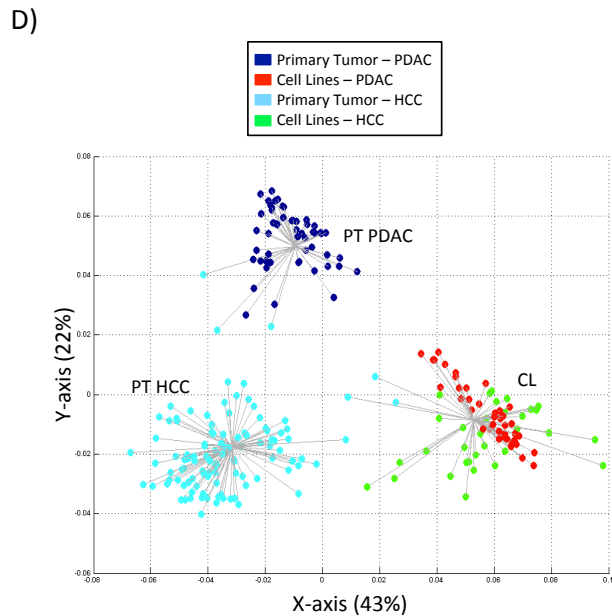 D)
Primary Tumor – PDAC
Cell Lines – PDAC
Primary Tumor – HCC
Cell Lines – HCC
0.08
0.06
0.04
0.02
0
-0.02
-0.04
-0.06
Y-axis (22%)
PT PDAC
PT HCC
CL
-0.08
-0.06
-0.04
-0.02
0
0.02
0.04
0.06
0.08
0.1
X-axis (43%)